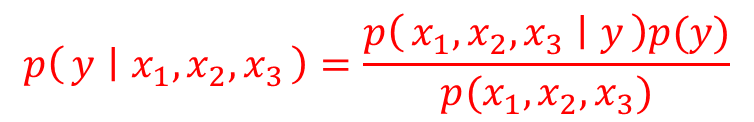 p( y | x₁, x₂, x₃ ) = p( x₁, x₂, x₃ | y )p(y) / p(x₁, x₂, x₃)